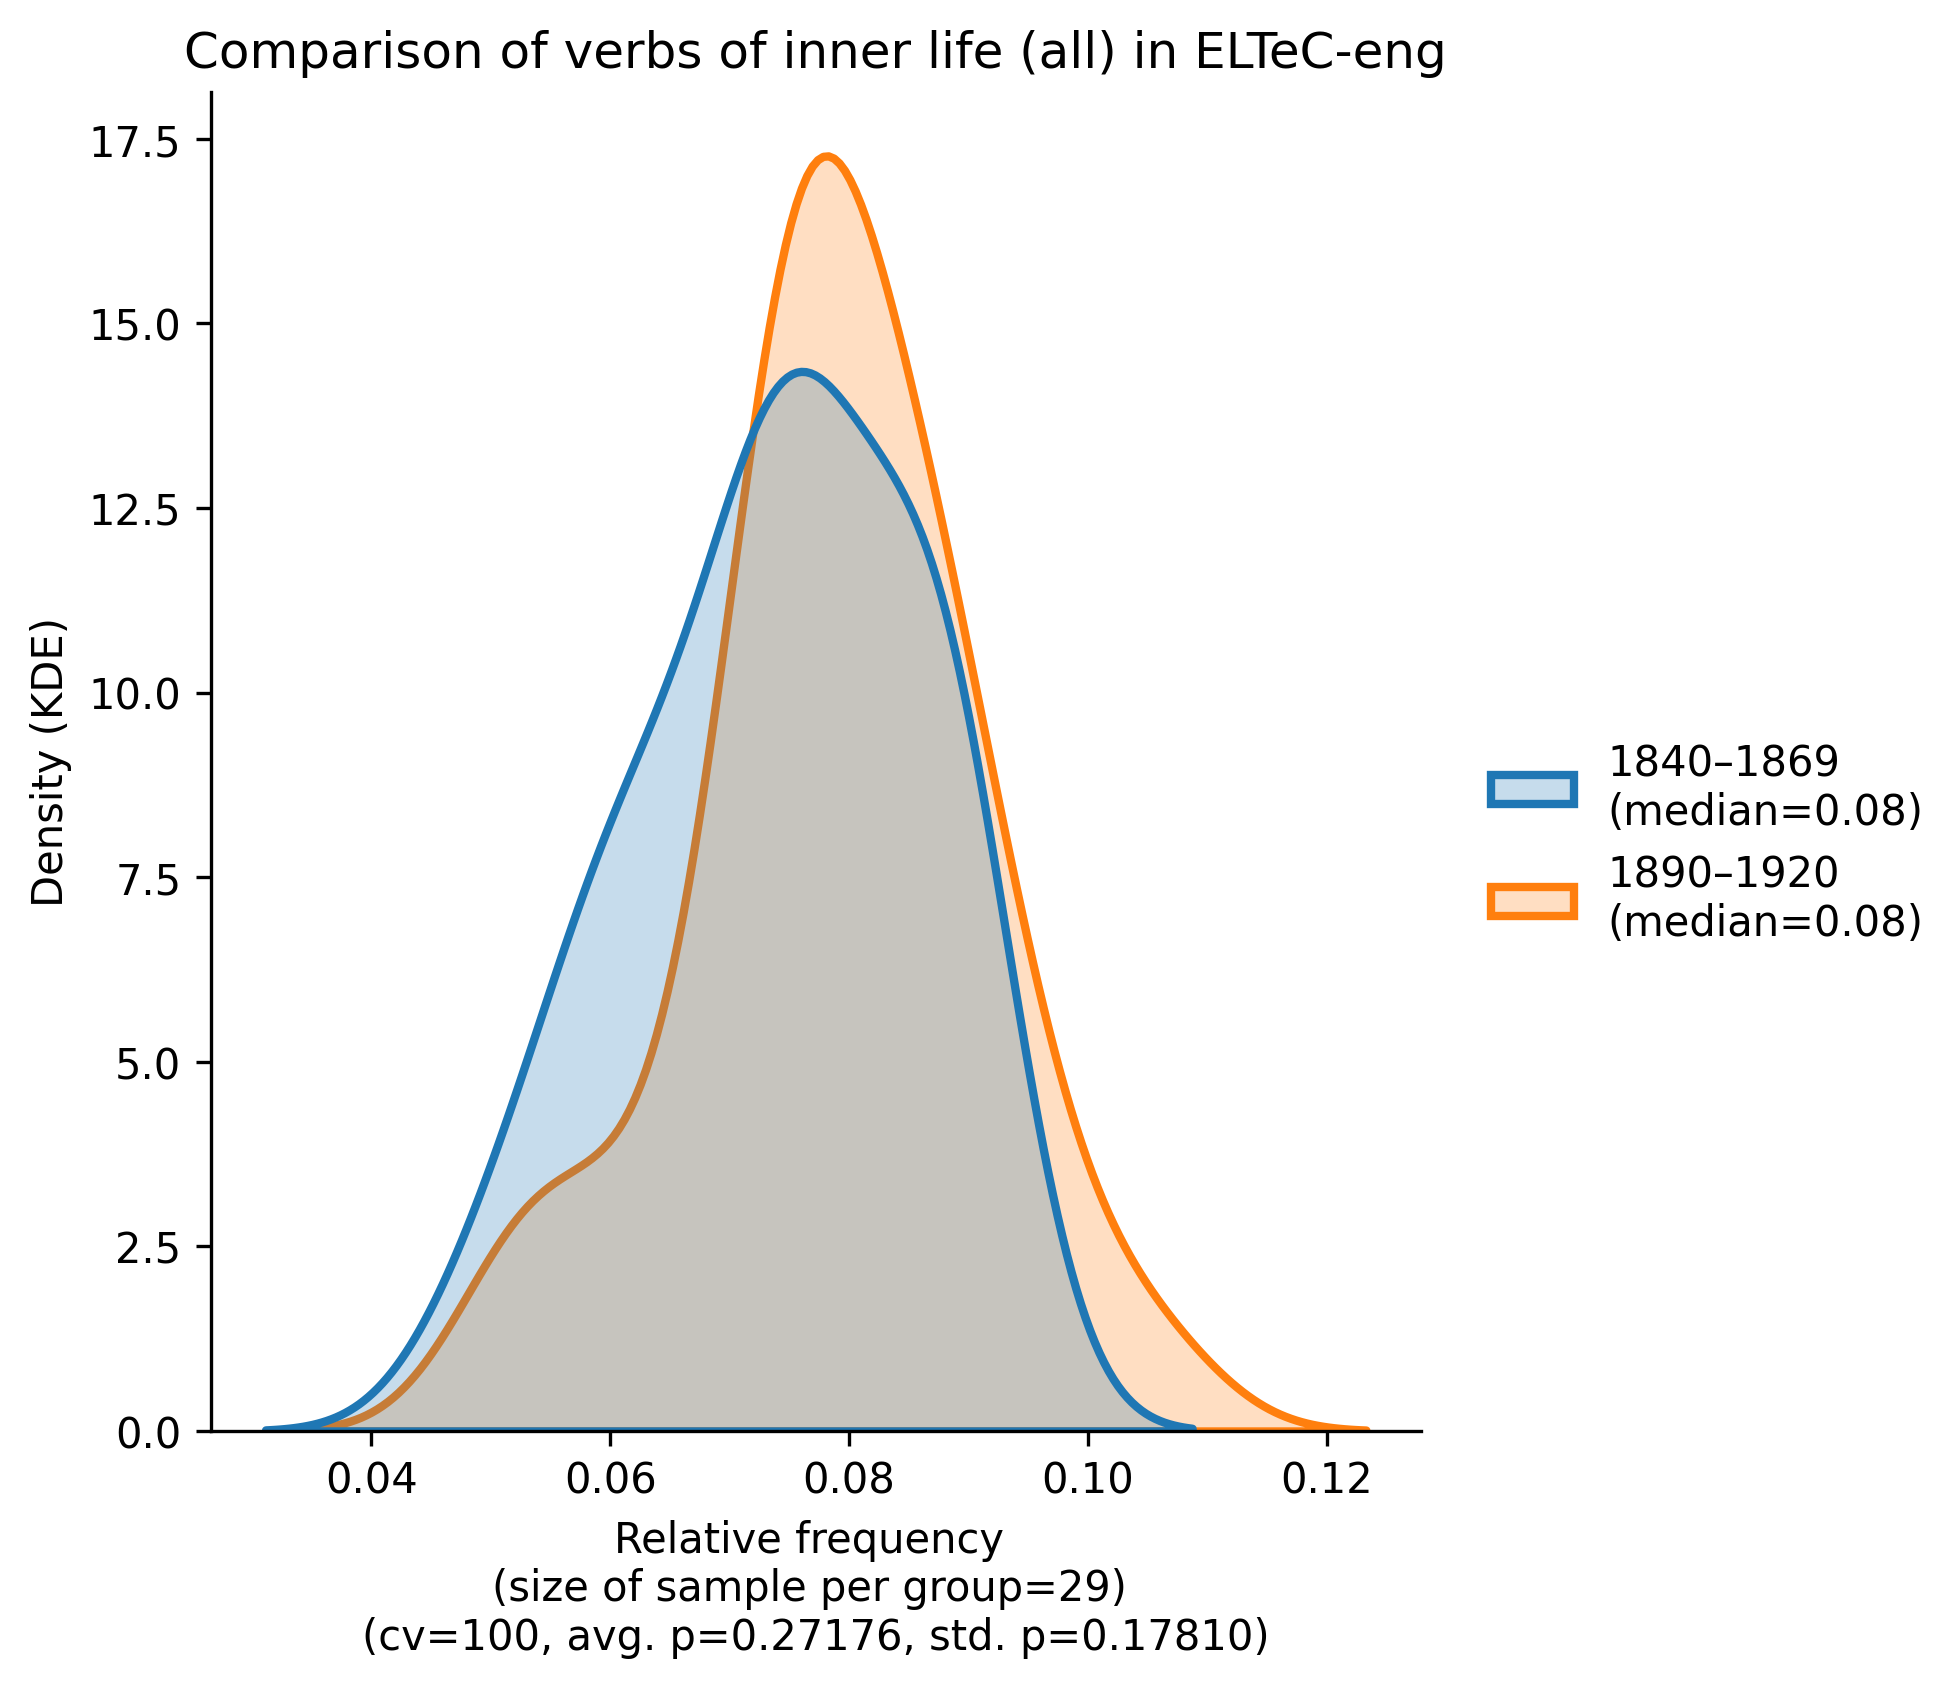 Comparison of verbs of inner life (all) in ELTeC-eng
17.5
15.0
12.5
10.0
7.5
5.0
2.5
0.0
Density (KDE)
0.04 0.06 0.08 0.10 0.12
Relative frequency
(size of sample per group=29)
(cv=100, avg. p=0.27176, std. p=0.17810)
1840–1869
(median=0.08)
1890–1920
(median=0.08)